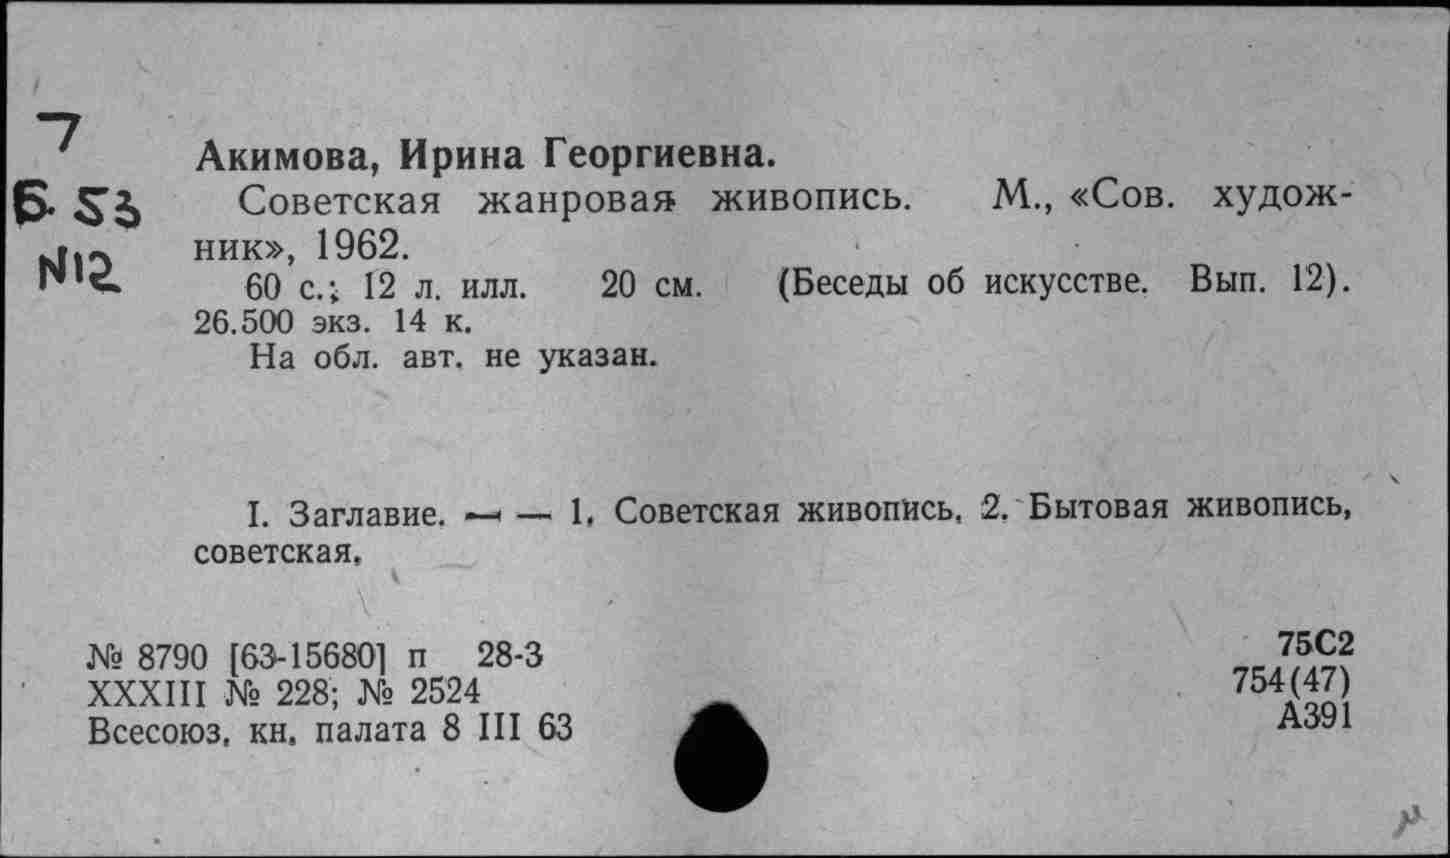 7
Б. 53
N12
Акимова, Ирина Георгиевна.
Советская жанровая живопись. М., «Сов. худож-
ник», 1962.
60 с.; 12 л. илл. 20 см. (Беседы об искусстве. Вып. 12).
26.500 экз. 14 к.
На обл. авт. не указан.
I. Заглавие. — — 1. Советская живопись. 2. Бытовая живопись,
советская.
№ 8790 [63-15680] п 28-3
XXXIII № 228; № 2524
Всесоюз. кн. палата 8 III 63
75С2
754(47)
А391